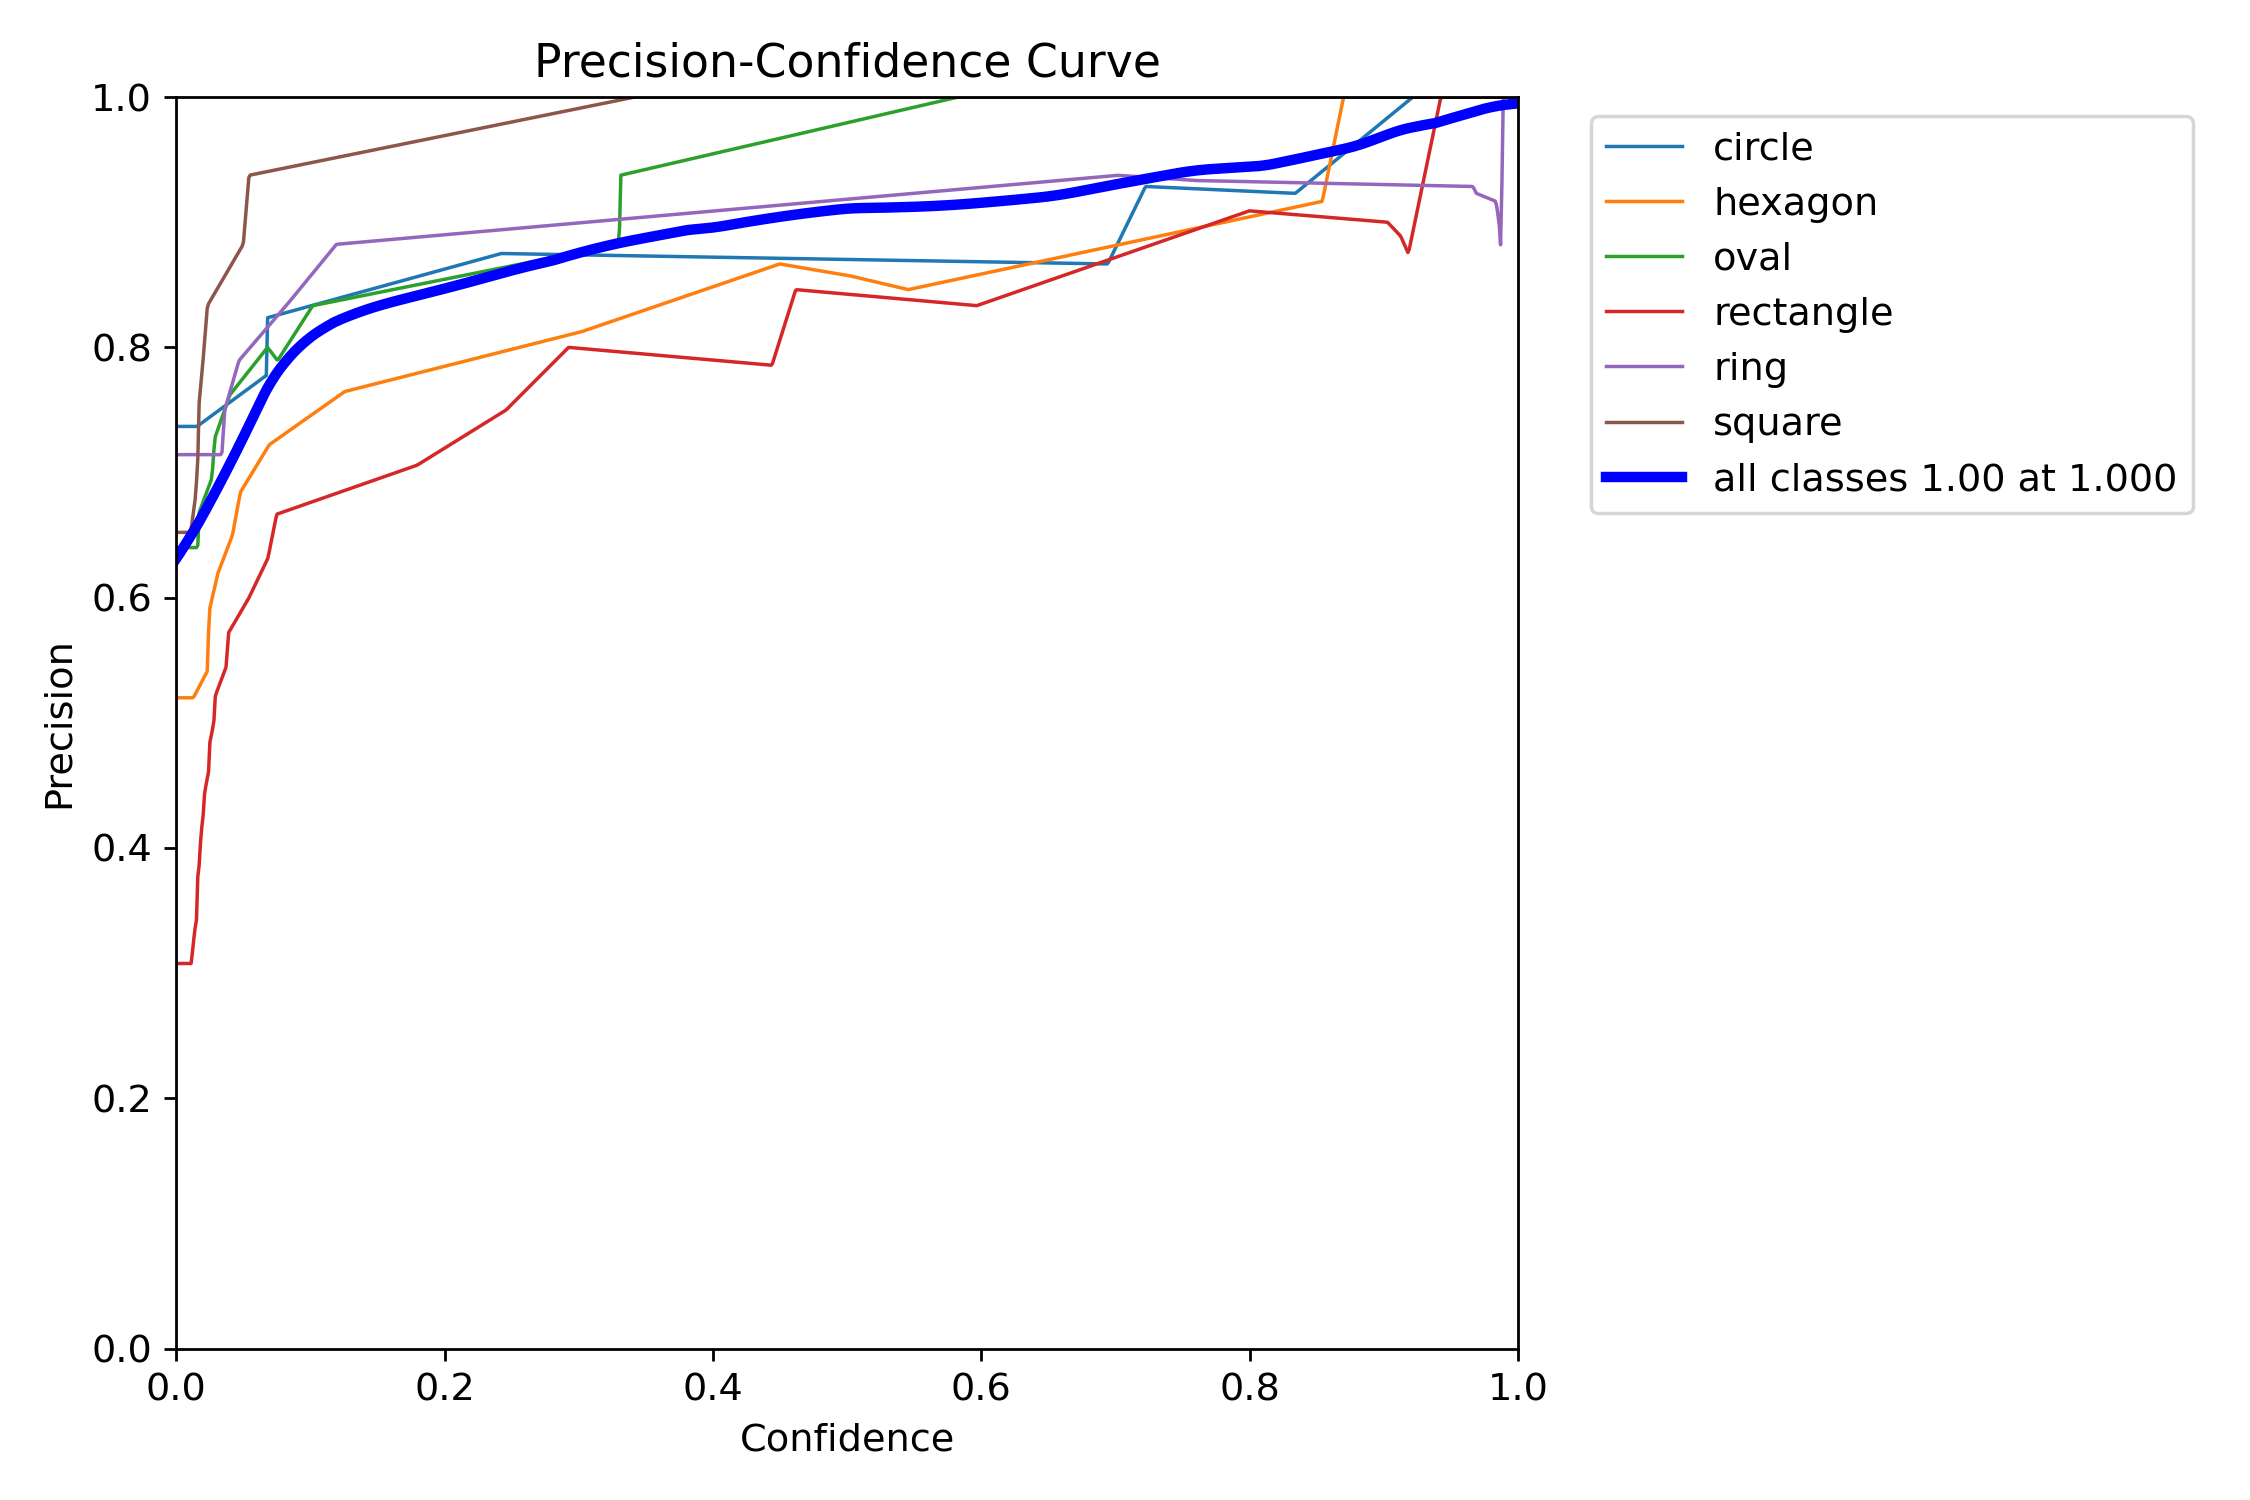 Precision-Confidence Curve
1.0
0.8
0.6
0.4
0.2
0.0
Precision
0.0 0.2 0.4 0.6 0.8 1.0
Confidence
circle
hexagon
oval
rectangle
ring
square
all classes 1.00 at 1.000